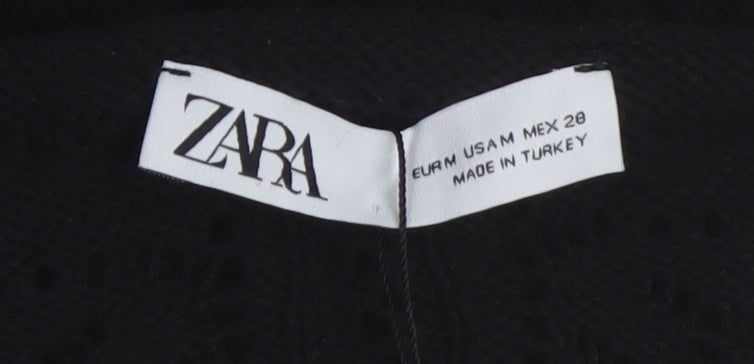 ZARA
EUR M USA M MEX 28
MADE IN TURKEY